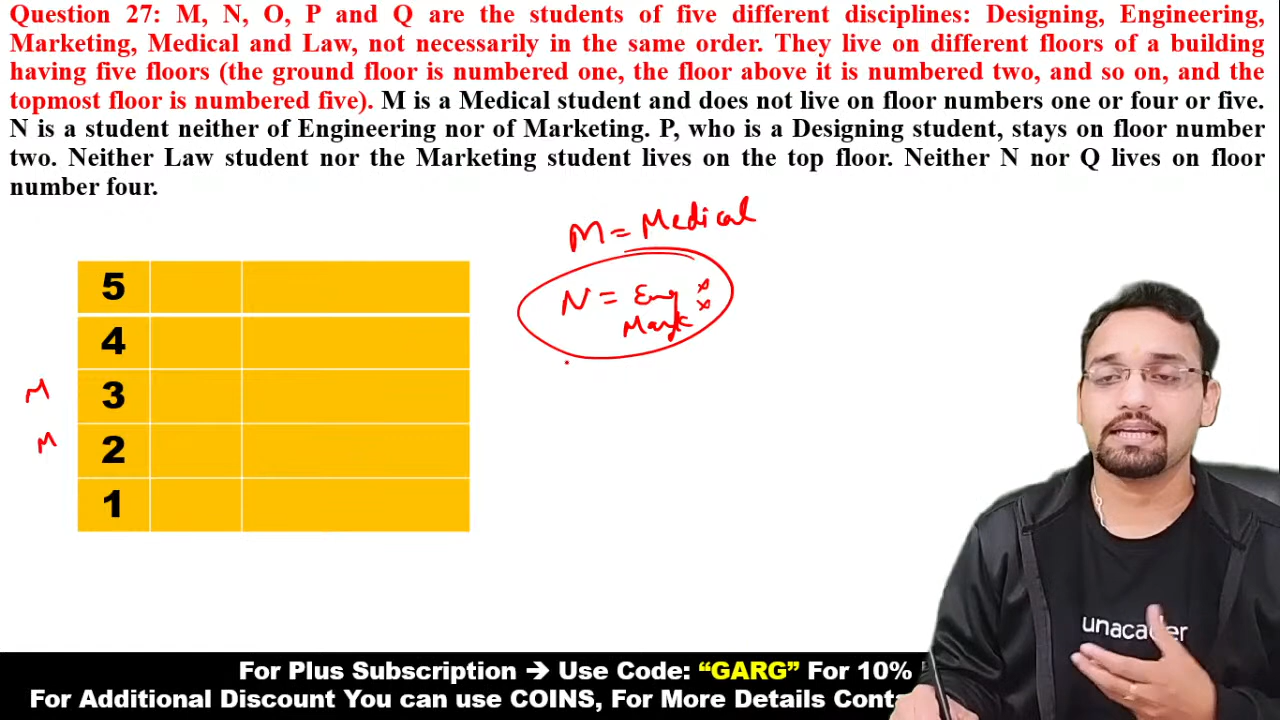 Question 27: M, N, O, P and Q are the students of five different disciplines: Designing, Engineering,
Marketing, Medical and Law, not necessarily in the same order. They live on different floors of a building
having five floors (the ground floor is numbered one, the floor above it is numbered two, and so on, and the
topmost floor is numbered five). M is a Medical student and does not live on floor numbers one or four or five.
N is a student neither of Engineering nor of Marketing. P, who is a Designing student, stays on floor number
two. Neither Law student nor the Marketing student lives on the top floor. Neither N nor Q lives on floor
number four.
M = Medical
N = Eng x
Mark x
5
4
M 3
M 2
1
For Plus Subscription → Use Code: “GARG” For 10%
For Additional Discount You can use COINS, For More Details